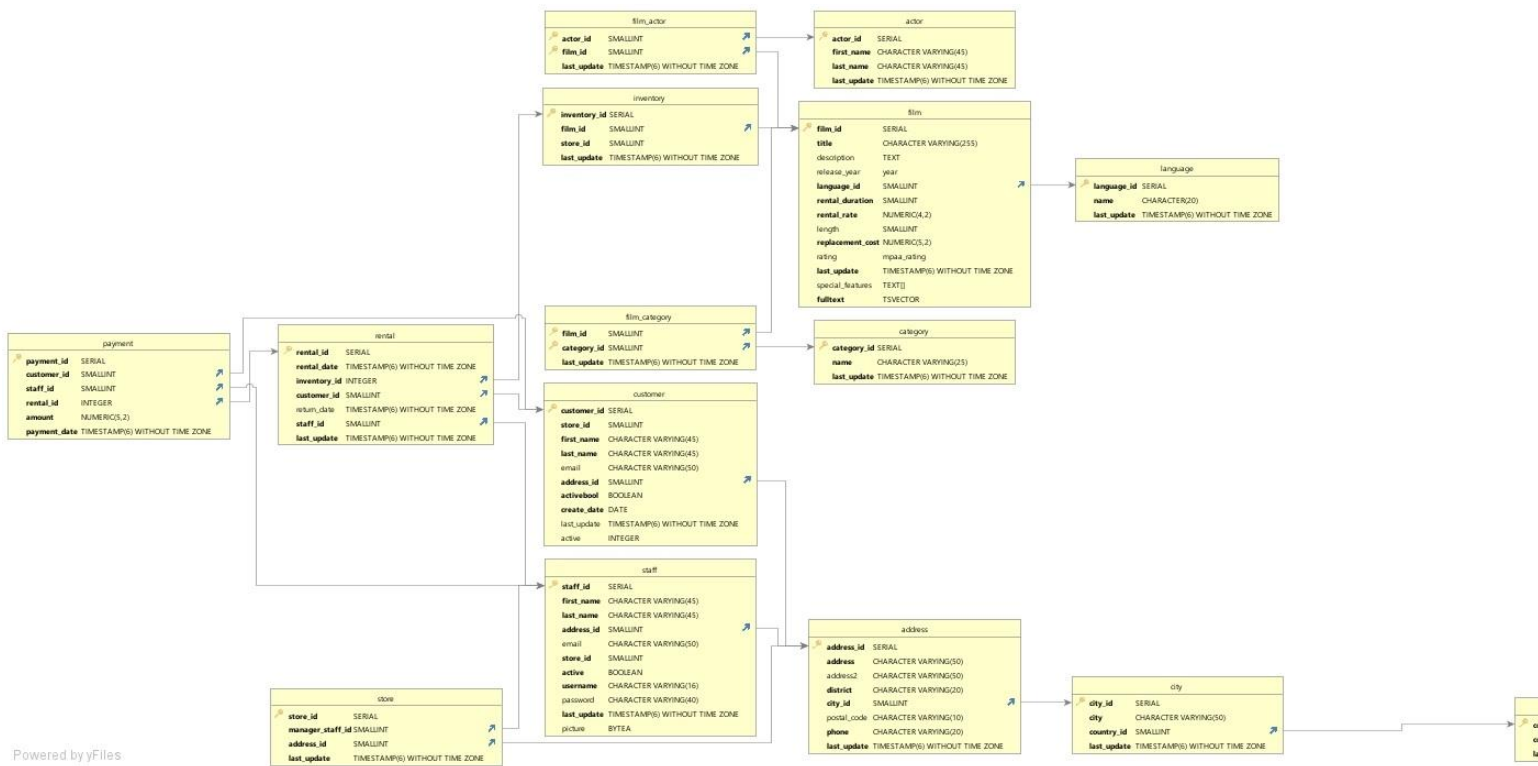 film_actor
actor_id SMALLINT
film_id SMALLINT
last_update TIMESTAMP(6) WITHOUT TIME ZONE
actor
actor_id SERIAL
first_name CHARACTER VARYING(45)
last_name CHARACTER VARYING(45)
last_update TIMESTAMP(6) WITHOUT TIME ZONE
inventory
inventory_id SERIAL
film_id SMALLINT
store_id SMALLINT
last_update TIMESTAMP(6) WITHOUT TIME ZONE
film
film_id SERIAL
title CHARACTER VARYING(255)
description TEXT
release_year year
language_id SMALLINT
rental_duration SMALLINT
rental_rate NUMERIC(4,2)
length SMALLINT
replacement_cost NUMERIC(5,2)
rating mpaa_rating
last_update TIMESTAMP(6) WITHOUT TIME ZONE
special_features TEXT[]
fulltext TSVECTOR
language
language_id SERIAL
name CHARACTER(20)
last_update TIMESTAMP(6) WITHOUT TIME ZONE
film_category
film_id SMALLINT
category_id SMALLINT
last_update TIMESTAMP(6) WITHOUT TIME ZONE
category
category_id SERIAL
name CHARACTER VARYING(25)
last_update TIMESTAMP(6) WITHOUT TIME ZONE
payment
payment_id SERIAL
customer_id SMALLINT
staff_id SMALLINT
rental_id INTEGER
amount NUMERIC(5,2)
payment_date TIMESTAMP(6) WITHOUT TIME ZONE
rental
rental_id SERIAL
rental_date TIMESTAMP(6) WITHOUT TIME ZONE
inventory_id INTEGER
customer_id SMALLINT
return_date TIMESTAMP(6) WITHOUT TIME ZONE
staff_id SMALLINT
last_update TIMESTAMP(6) WITHOUT TIME ZONE
customer
customer_id SERIAL
store_id SMALLINT
first_name CHARACTER VARYING(45)
last_name CHARACTER VARYING(45)
email CHARACTER VARYING(50)
address_id SMALLINT
activebool BOOLEAN
create_date DATE
last_update TIMESTAMP(6) WITHOUT TIME ZONE
active INTEGER
staff
staff_id SERIAL
first_name CHARACTER VARYING(45)
last_name CHARACTER VARYING(45)
address_id SMALLINT
email CHARACTER VARYING(50)
store_id SMALLINT
active BOOLEAN
username CHARACTER VARYING(16)
password CHARACTER VARYING(40)
last_update TIMESTAMP(6) WITHOUT TIME ZONE
picture BYTEA
store
store_id SERIAL
manager_staff_id SMALLINT
address_id SMALLINT
last_update TIMESTAMP(6) WITHOUT TIME ZONE
address
address_id SERIAL
address CHARACTER VARYING(50)
address2 CHARACTER VARYING(50)
district CHARACTER VARYING(20)
city_id SMALLINT
postal_code CHARACTER VARYING(10)
phone CHARACTER VARYING(20)
last_update TIMESTAMP(6) WITHOUT TIME ZONE
city
city_id SERIAL
city CHARACTER VARYING(50)
country_id SMALLINT
last_update TIMESTAMP(6) WITHOUT TIME ZONE
Powered by yFiles